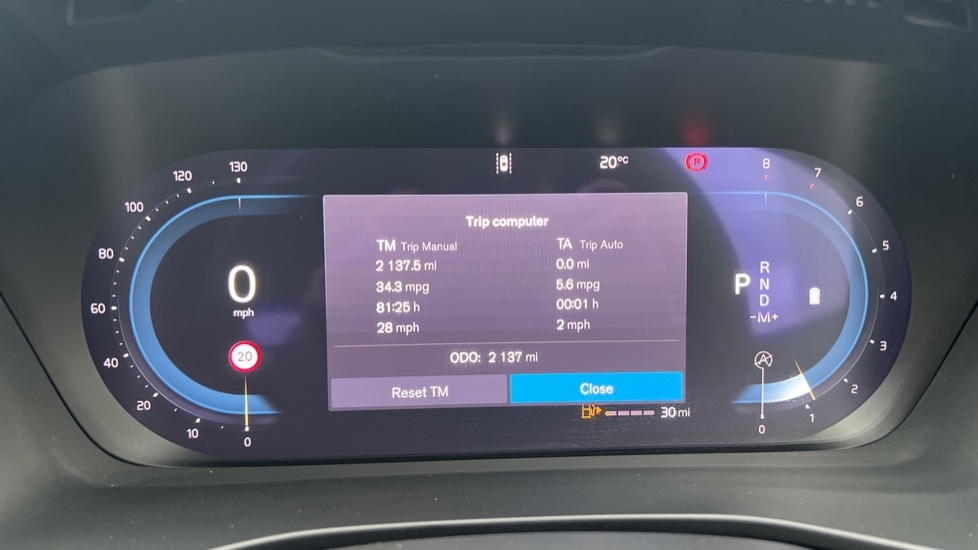 20°C
P
130
120
100
80
60
40
20
10
0
0
mph
20
Trip computer
TM Trip Manual
TA Trip Auto
2 137.5 mi
0.0 mi
34.3 mpg
5.6 mpg
81:25 h
00:01 h
28 mph
2 mph
ODO: 2 137 mi
Reset TM
Close
30 mi
P
R
N
D
-M+
A
8
7
6
5
4
3
2
1
0